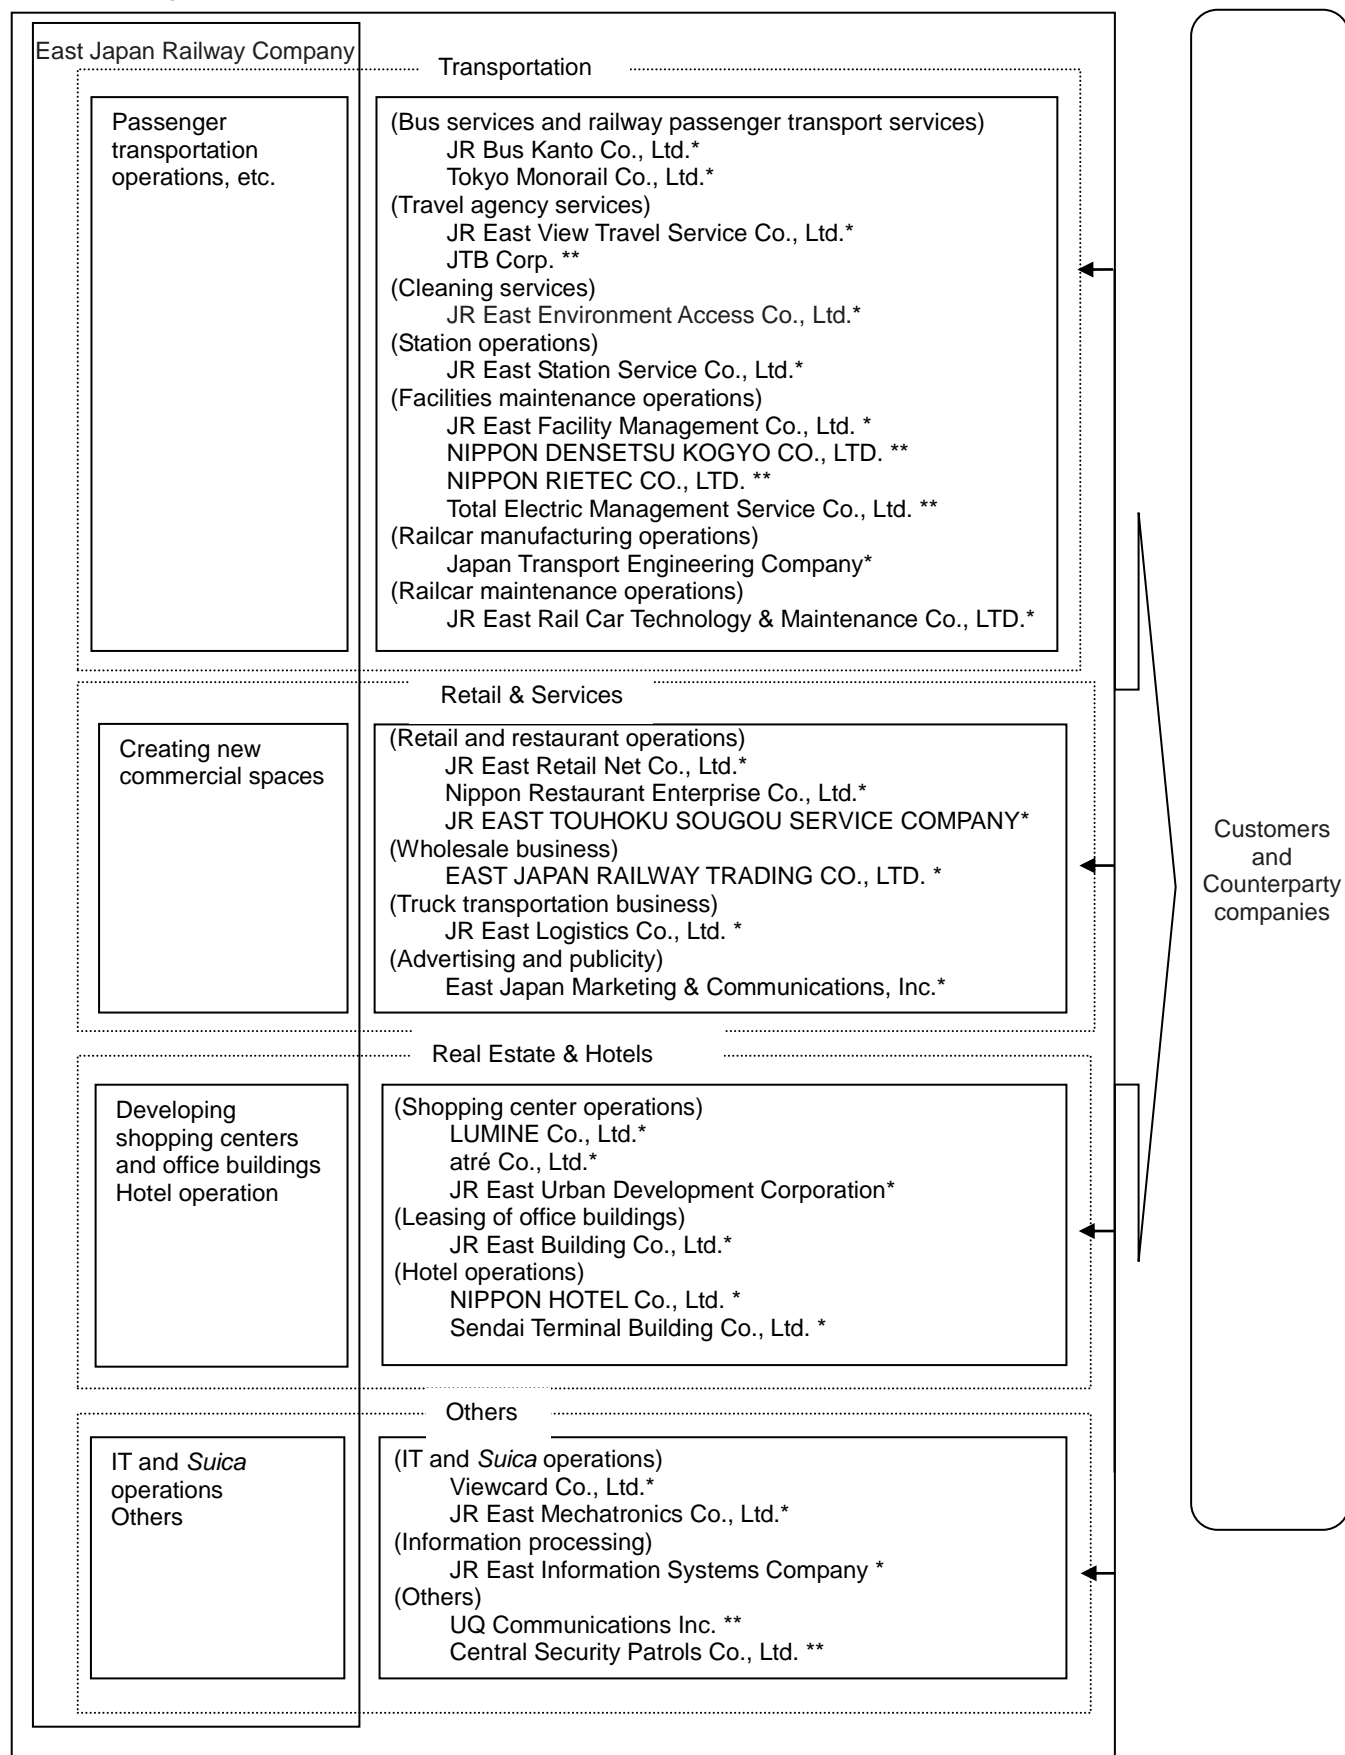 East Japan Railway Company
Transportation
Passenger
transportation
operations, etc.
(Bus services and railway passenger transport services)
JR Bus Kanto Co., Ltd.*
Tokyo Monorail Co., Ltd.*
(Travel agency services)
JR East View Travel Service Co., Ltd.*
JTB Corp. **
(Cleaning services)
JR East Environment Access Co., Ltd.*
(Station operations)
JR East Station Service Co., Ltd.*
(Facilities maintenance operations)
JR East Facility Management Co., Ltd. *
NIPPON DENSETSU KOGYO CO., LTD. **
NIPPON RIETEC CO., LTD. **
Total Electric Management Service Co., Ltd. **
(Railcar manufacturing operations)
Japan Transport Engineering Company*
(Railcar maintenance operations)
JR East Rail Car Technology & Maintenance Co., LTD.*
Retail & Services
Creating new
commercial spaces
(Retail and restaurant operations)
JR East Retail Net Co., Ltd.*
Nippon Restaurant Enterprise Co., Ltd.*
JR EAST TOUHOKU SOUGOU SERVICE COMPANY*
(Wholesale business)
EAST JAPAN RAILWAY TRADING CO., LTD. *
(Truck transportation business)
JR East Logistics Co., Ltd. *
(Advertising and publicity)
East Japan Marketing & Communications, Inc.*
Real Estate & Hotels
Developing
shopping centers
and office buildings
Hotel operation
(Shopping center operations)
LUMINE Co., Ltd.*
atré Co., Ltd.*
JR East Urban Development Corporation*
(Leasing of office buildings)
JR East Building Co., Ltd.*
(Hotel operations)
NIPPON HOTEL Co., Ltd. *
Sendai Terminal Building Co., Ltd. *
Others
IT and Suica
operations
Others
(IT and Suica operations)
Viewcard Co., Ltd.*
JR East Mechatronics Co., Ltd.*
(Information processing)
JR East Information Systems Company *
(Others)
UQ Communications Inc. **
Central Security Patrols Co., Ltd. **
Customers
and
Counterparty
companies